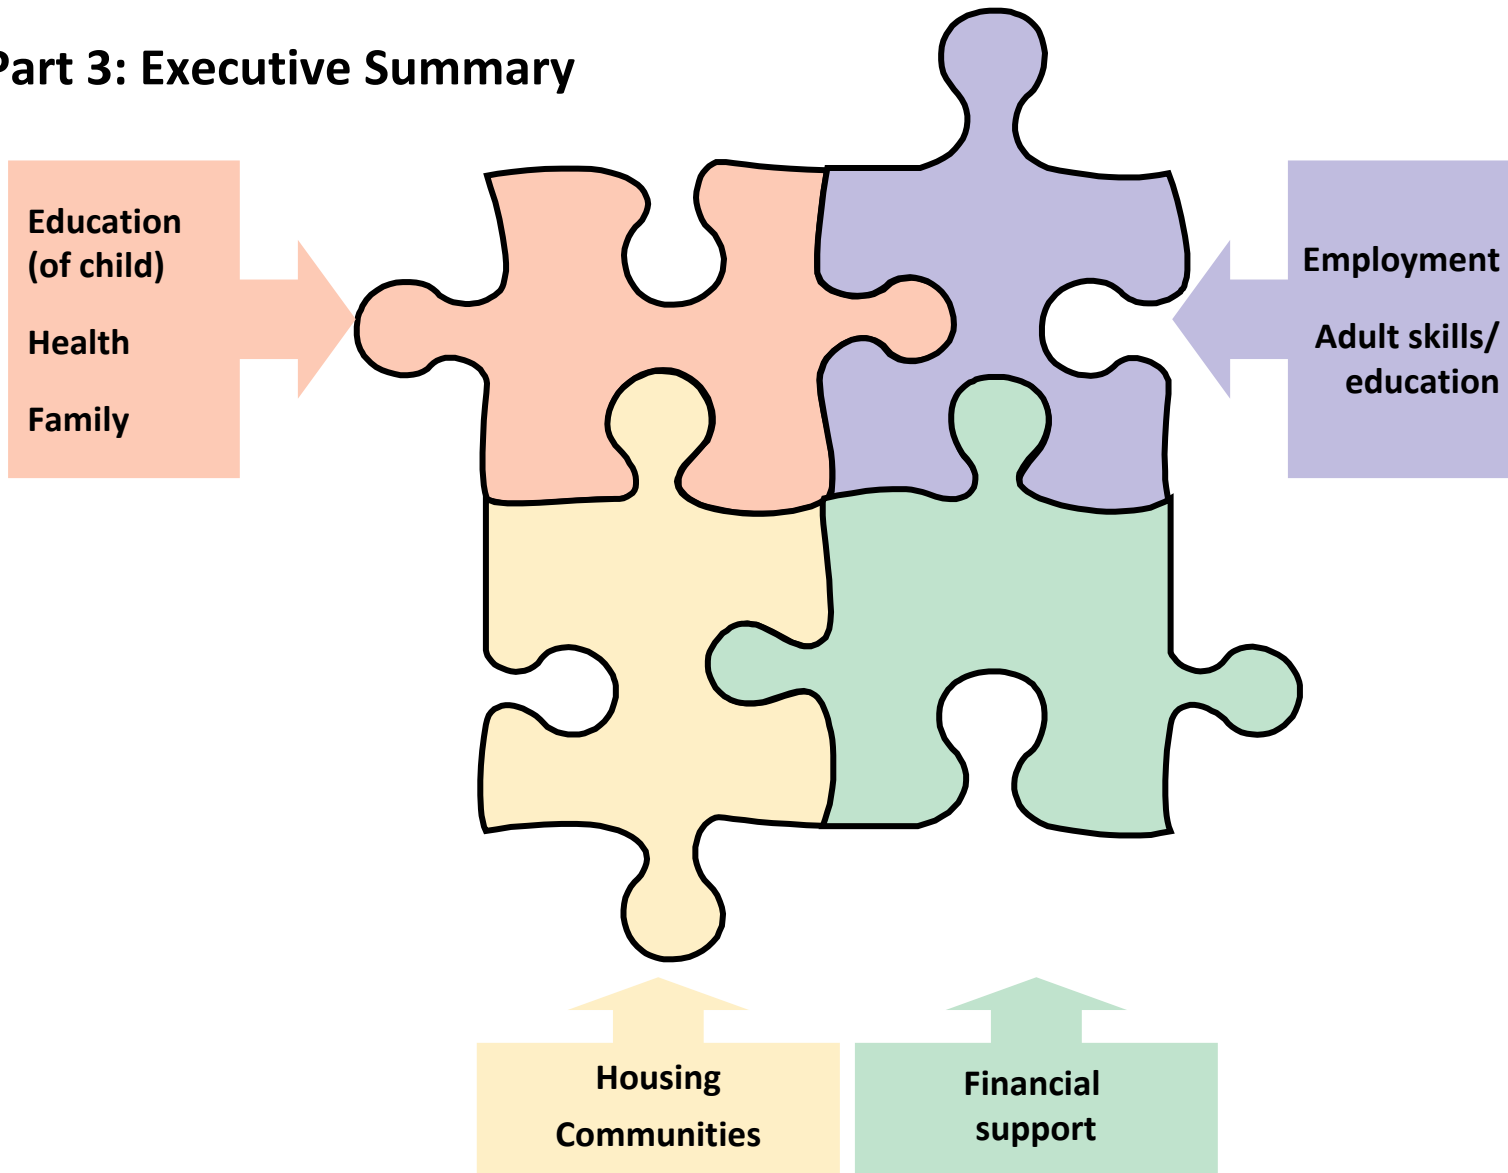 Part 3: Executive Summary
Education
(of child)
Health
Family
Employment
Adult skills/
education
Housing
Communities
Financial
support